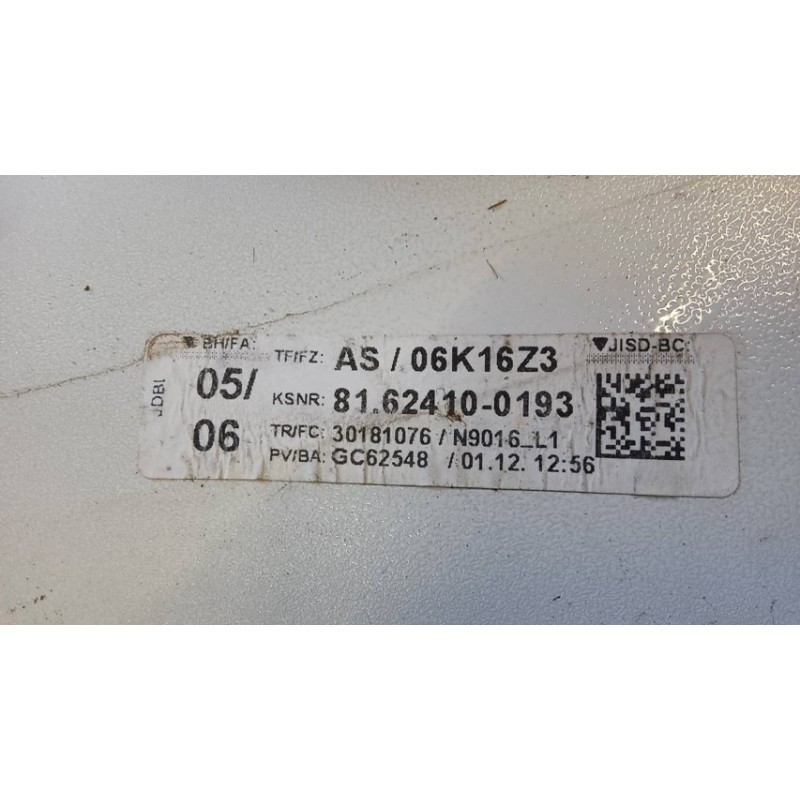 JDBL
▼BH/FA:
05/
06
TF/FZ: AS / 06K16Z3
KSNR: 81.62410-0193
TR/FC: 30181076 / N9016_L1
PV/BA: GC62548 / 01.12. 12:56
▼JISD-BC: